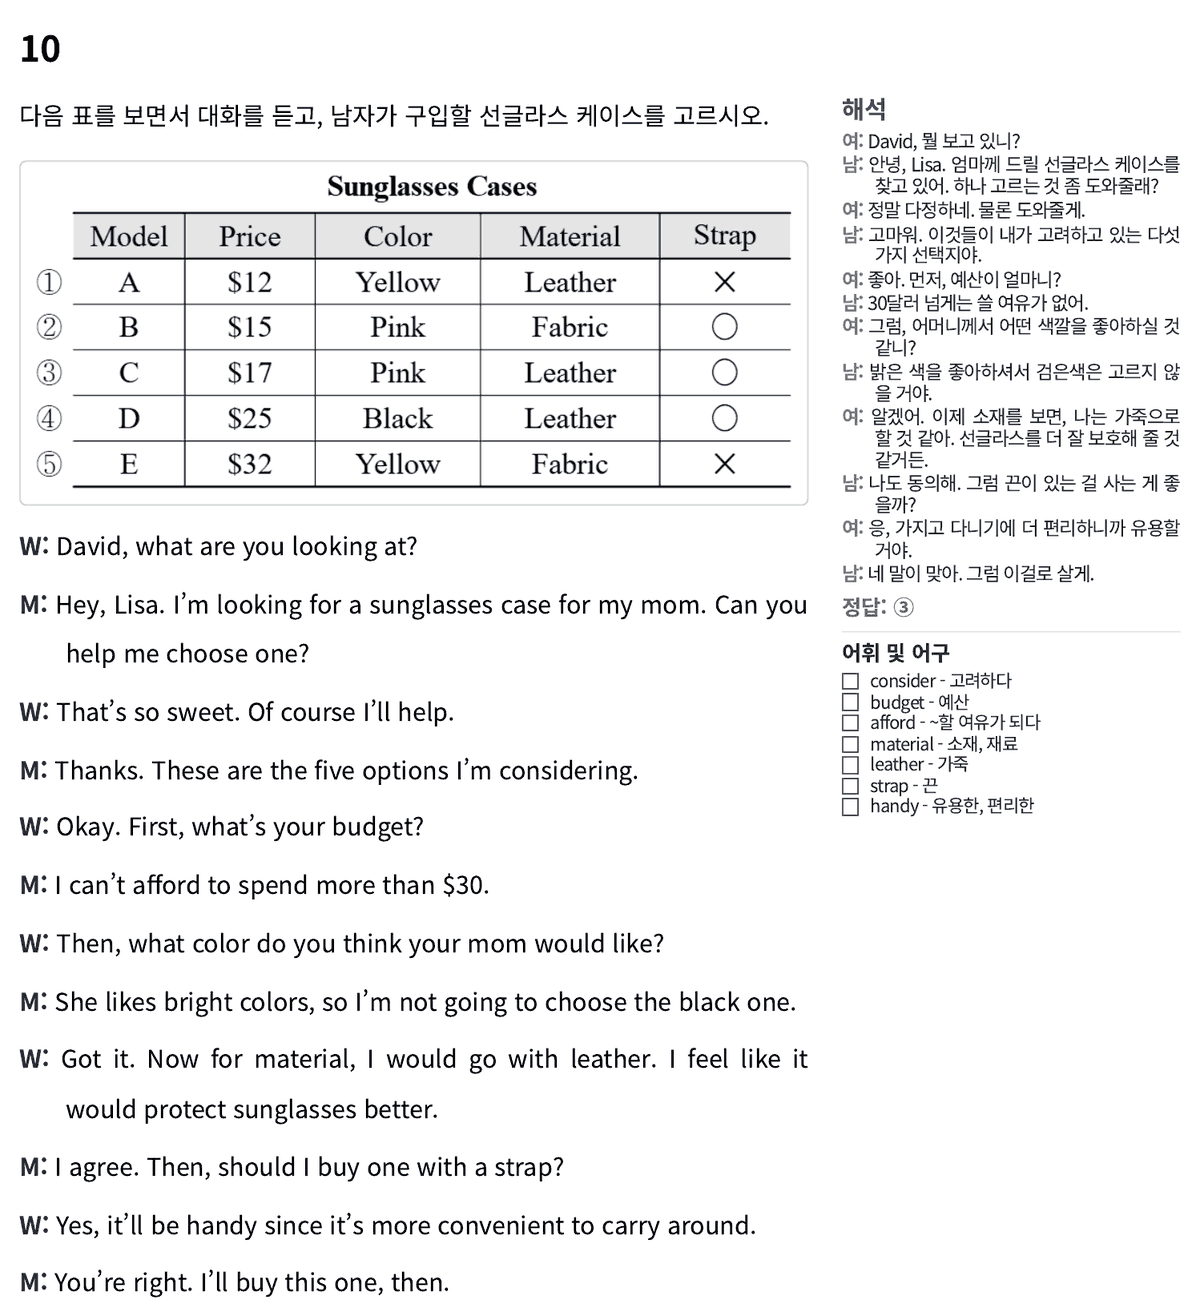 10
다음 표를 보면서 대화를 듣고, 남자가 구입할 선글라스 케이스를 고르시오.
Sunglasses Cases
Model Price Color Material Strap
① A $12 Yellow Leather ×
② B $15 Pink Fabric ○
③ C $17 Pink Leather ○
④ D $25 Black Leather ○
⑤ E $32 Yellow Fabric ×
W: David, what are you looking at?
M: Hey, Lisa. I’m looking for a sunglasses case for my mom. Can you
help me choose one?
W: That’s so sweet. Of course I’ll help.
M: Thanks. These are the five options I’m considering.
W: Okay. First, what’s your budget?
M: I can’t afford to spend more than $30.
W: Then, what color do you think your mom would like?
M: She likes bright colors, so I’m not going to choose the black one.
W: Got it. Now for material, I would go with leather. I feel like it
would protect sunglasses better.
M: I agree. Then, should I buy one with a strap?
W: Yes, it’ll be handy since it’s more convenient to carry around.
M: You’re right. I’ll buy this one, then.
해석
여: David, 뭘 보고 있니?
남: 안녕, Lisa. 엄마께 드릴 선글라스 케이스를
찾고 있어. 하나 고르는 것 좀 도와줄래?
여: 정말 다정하네. 물론 도와줄게.
남: 고마워. 이것들이 내가 고려하고 있는 다섯
가지 선택지야.
여: 좋아. 먼저, 예산이 얼마니?
남: 30달러 넘게는 쓸 여유가 없어.
여: 그럼, 어머니께서 어떤 색깔을 좋아하실 것
같니?
남: 밝은 색을 좋아하셔서 검은색은 고르지 않
을 거야.
여: 알겠어. 이제 소재를 보면, 나는 가죽으로
할 것 같아. 선글라스를 더 잘 보호해 줄 것
같거든.
남: 나도 동의해. 그럼 끈이 있는 걸 사는 게 좋
을까?
여: 응, 가지고 다니기에 더 편리하니까 유용할
거야.
남: 네 말이 맞아. 그럼 이걸로 살게.
정답: ③
어휘 및 어구
□ consider - 고려하다
□ budget - 예산
□ afford - ~할 여유가 되다
□ material - 소재, 재료
□ leather - 가죽
□ strap - 끈
□ handy - 유용한, 편리한